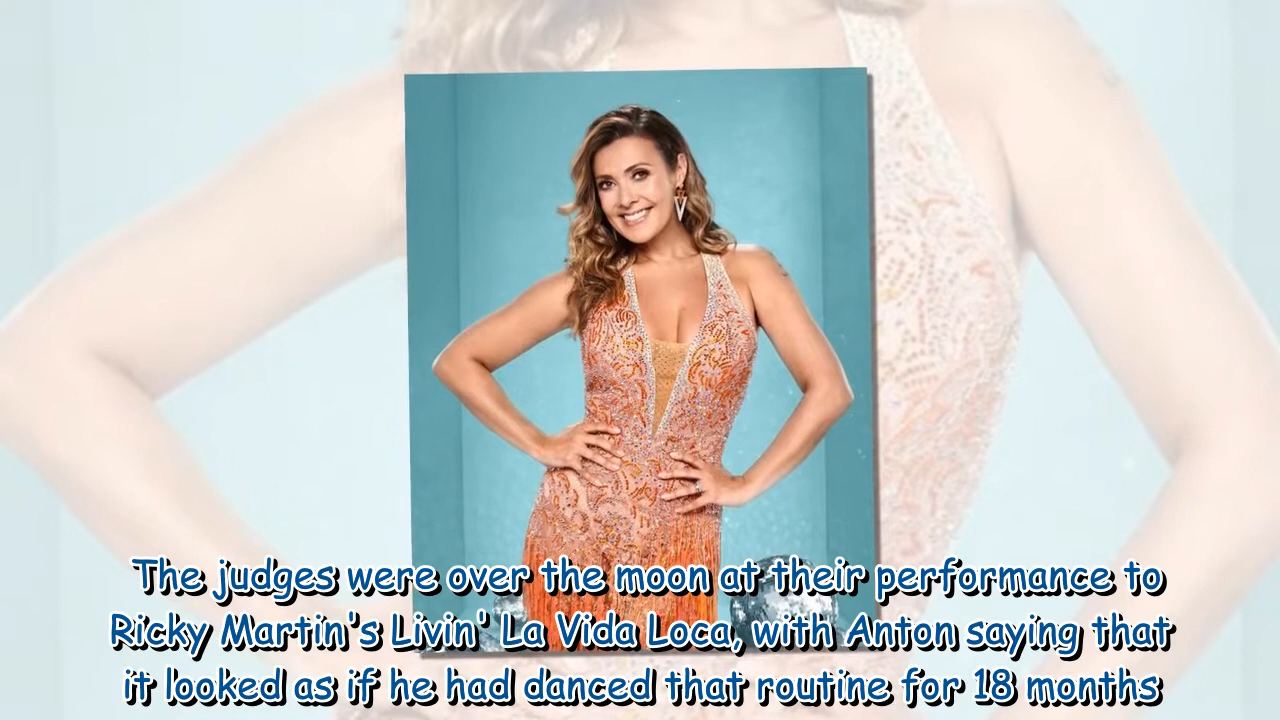 The judges were over the moon at their performance to
Ricky Martin's Livin' La Vida Loca, with Anton saying that
it looked as if he had danced that routine for 18 months